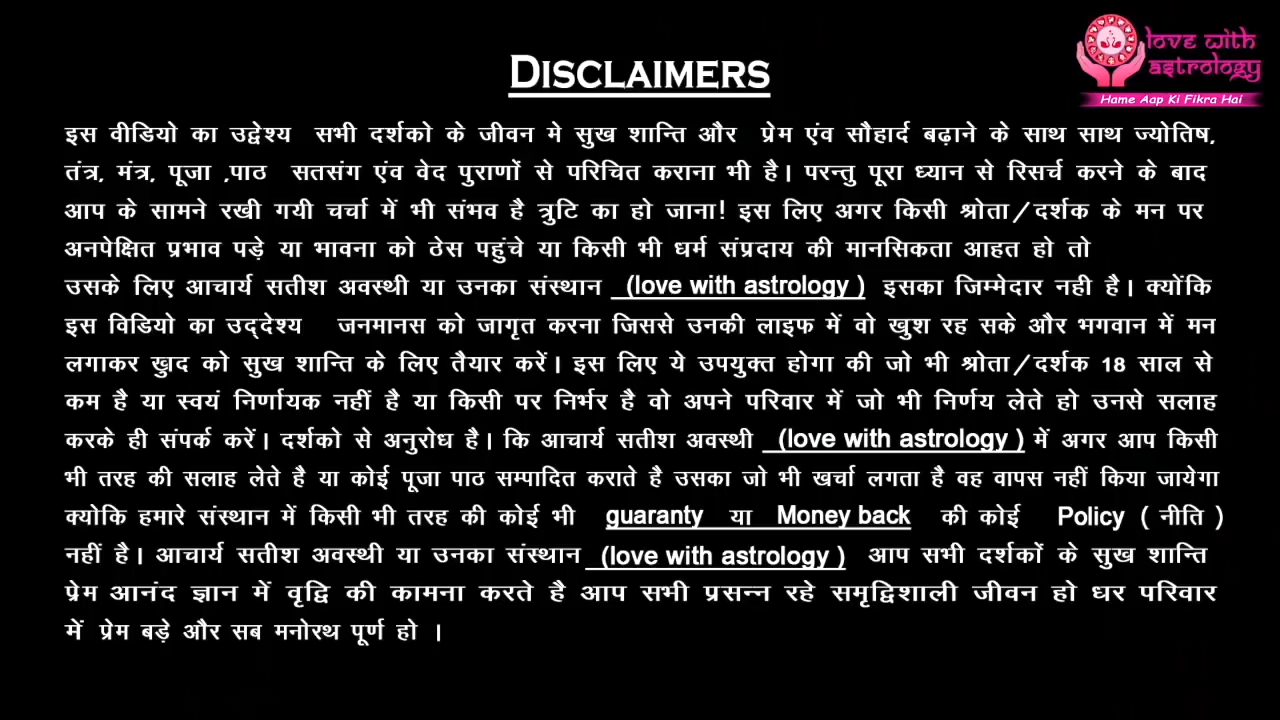 love with
astrology
Hame Aap Ki Fikra Hai
DISCLAIMERS
इस वीडियो का उद्वेश्य सभी दर्शको के जीवन मे सुख शान्ति और प्रेम एंव सौहार्द बढ़ाने के साथ साथ ज्योतिष,
तंत्र, मंत्र, पूजा ,पाठ सतसंग एंव वेद पुराणों से परिचित कराना भी है। परन्तु पूरा ध्यान से रिसर्च करने के बाद
आप के सामने रखी गयी चर्चा में भी संभव है त्रुटि का हो जाना! इस लिए अगर किसी श्रोता/दर्शक के मन पर
अनपेक्षित प्रभाव पड़े या भावना को ठेस पहुंचे या किसी भी धर्म संप्रदाय की मानसिकता आहत हो तो
उसके लिए आचार्य सतीश अवस्थी या उनका संस्थान (love with astrology ) इसका जिम्मेदार नही है। क्योंकि
इस विडियो का उद्देश्य जनमानस को जागृत करना जिससे उनकी लाइफ में वो खुश रह सके और भगवान में मन
लगाकर खुद को सुख शान्ति के लिए तैयार करें। इस लिए ये उपयुक्त होगा की जो भी श्रोता/दर्शक 18 साल से
कम है या स्वयं निर्णायक नहीं है या किसी पर निर्भर है वो अपने परिवार में जो भी निर्णय लेते हो उनसे सलाह
करके ही संपर्क करें। दर्शको से अनुरोध है। कि आचार्य सतीश अवस्थी (love with astrology ) में अगर आप किसी
भी तरह की सलाह लेते है या कोई पूजा पाठ सम्पादित कराते है उसका जो भी खर्चा लगता है वह वापस नहीं किया जायेगा
क्योकि हमारे संस्थान में किसी भी तरह की कोई भी guaranty या Money back की कोई Policy ( नीति )
नहीं है। आचार्य सतीश अवस्थी या उनका संस्थान (love with astrology ) आप सभी दर्शकों के सुख शान्ति
प्रेम आनंद ज्ञान में वृद्वि की कामना करते है आप सभी प्रसन्न रहे समृद्विशाली जीवन हो धर परिवार
में प्रेम बड़े और सब मनोरथ पूर्ण हो ।